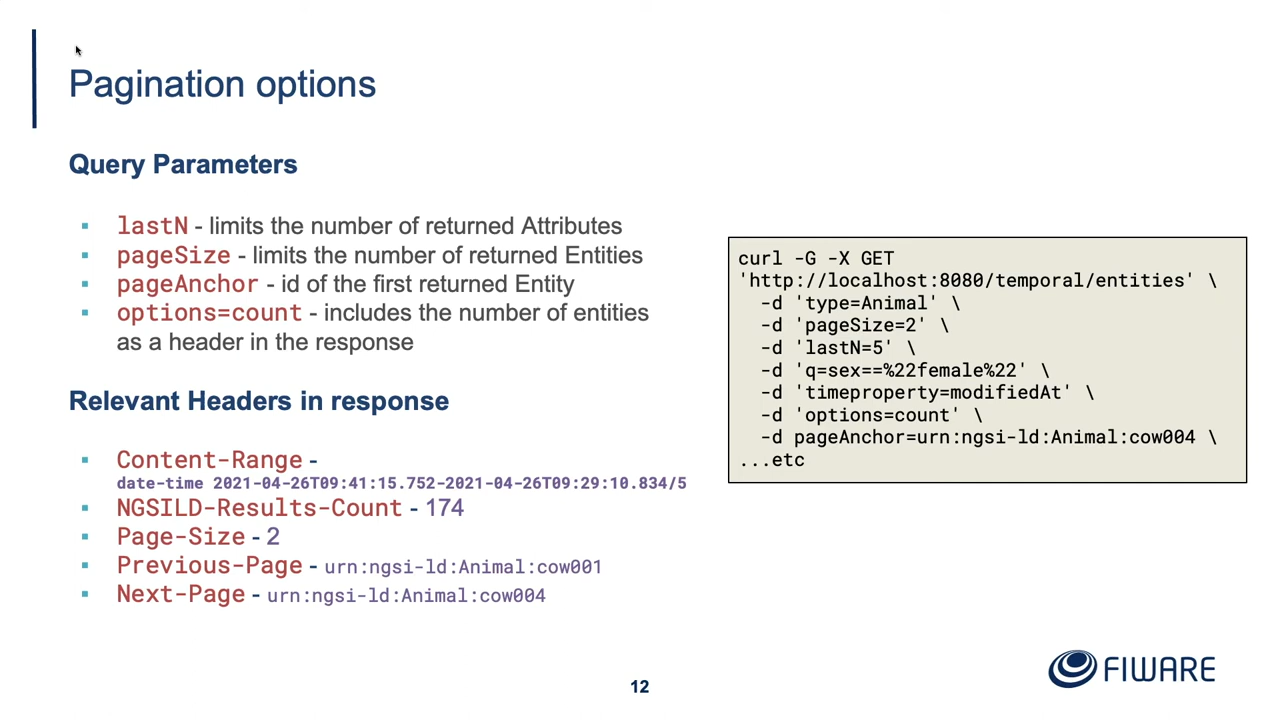 Pagination options
Query Parameters
▪ lastN - limits the number of returned Attributes
▪ pageSize - limits the number of returned Entities
▪ pageAnchor - id of the first returned Entity
▪ options=count - includes the number of entities
as a header in the response
Relevant Headers in response
▪ Content-Range -
date-time 2021-04-26T09:41:15.752-2021-04-26T09:29:10.834/5
▪ NGSILD-Results-Count - 174
▪ Page-Size - 2
▪ Previous-Page - urn:ngsi-ld:Animal:cow001
▪ Next-Page - urn:ngsi-ld:Animal:cow004
curl -G -X GET
'http://localhost:8080/temporal/entities' \
-d 'type=Animal' \
-d 'pageSize=2' \
-d 'lastN=5' \
-d 'q=sex==%22female%22' \
-d 'timeproperty=modifiedAt' \
-d 'options=count' \
-d pageAnchor=urn:ngsi-ld:Animal:cow004 \
...etc
12
FIWARE